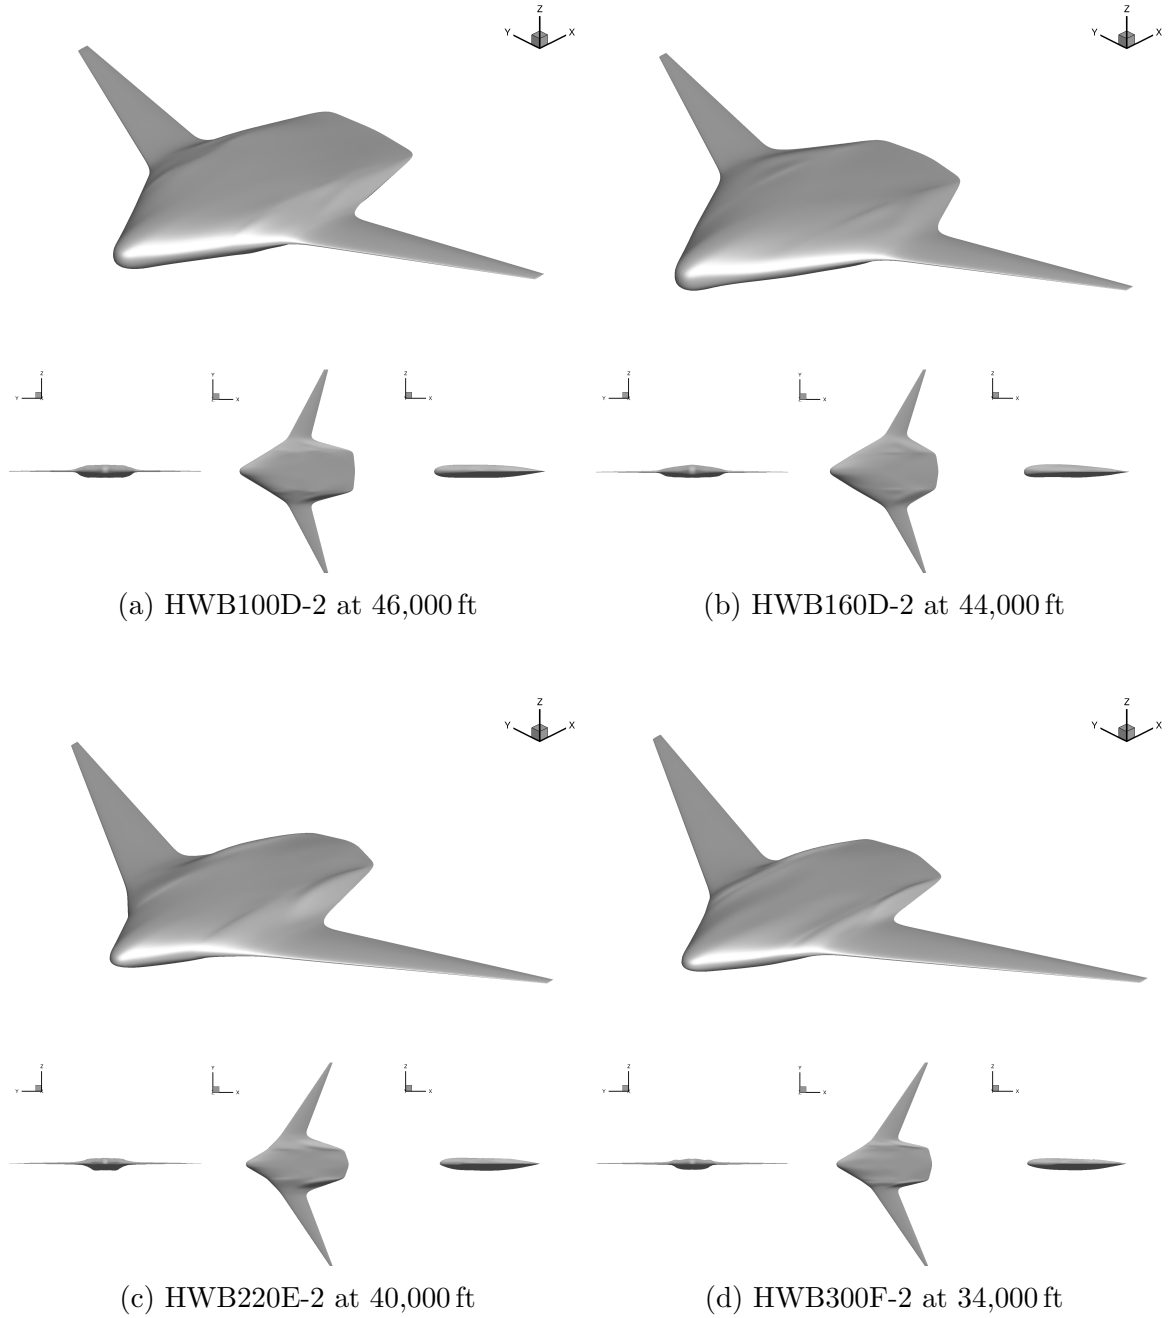 Z
Y
X
Z
Y
X
Z
Y
X
Y
X
Z
X
Z
Y
X
Y
X
Z
X
(a) HWB100D-2 at 46,000 ft
(b) HWB160D-2 at 44,000 ft
Z
Y
X
Z
Y
X
Z
Y
X
Y
X
Z
X
Z
Y
X
Y
X
Z
X
(c) HWB220E-2 at 40,000 ft
(d) HWB300F-2 at 34,000 ft